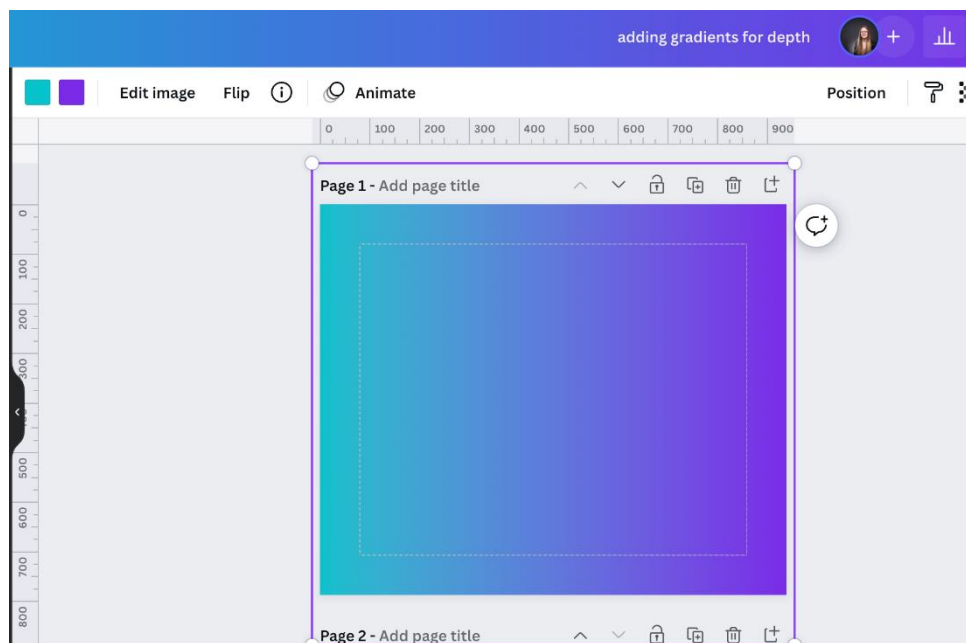 adding gradients for depth
+
Edit image Flip Animate Position
0 100 200 300 400 500 600 700 800 900
Page 1 - Add page title
0
100
200
300
500
600
700
800
Page 2 - Add page title